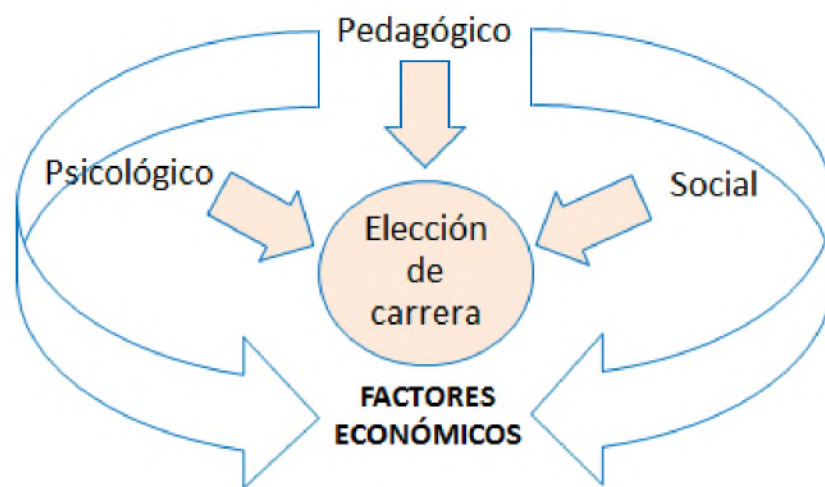 Pedagógico
Psicológico
Social
Elección
de
carrera
FACTORES
ECONÓMICOS